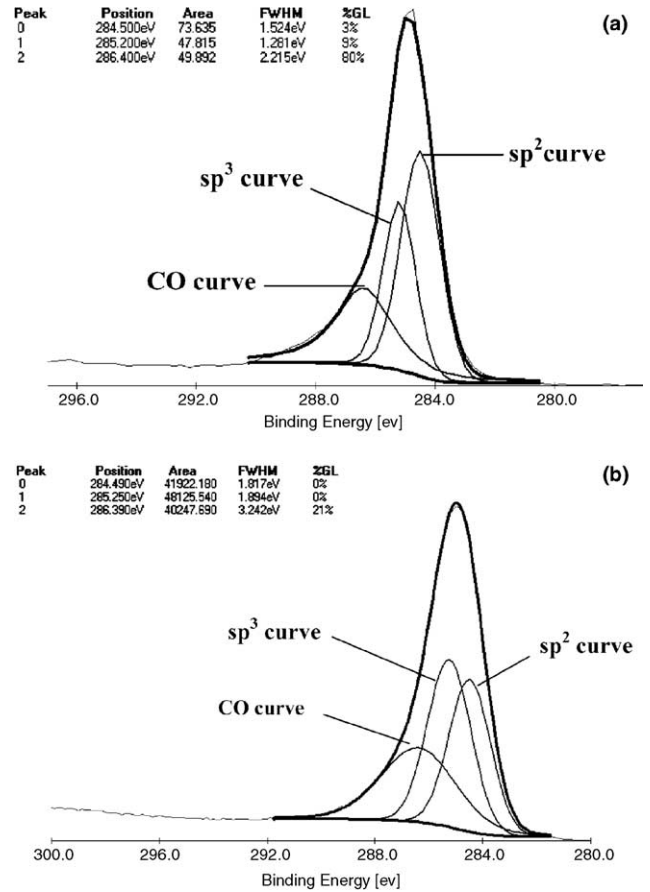 Peak Position Area FWHM %GL (a)
0 284.500eV 73.635 1.524eV 3%
1 285.200eV 47.815 1.281eV 9%
2 286.400eV 49.892 2.215eV 80%
sp² curve
sp³ curve
CO curve
296.0 292.0 288.0 284.0 280.0
Binding Energy [ev]
Peak Position Area FWHM %GL (b)
0 284.490eV 41922.180 1.817eV 0%
1 285.250eV 48125.540 1.894eV 0%
2 286.390eV 40247.690 3.242eV 21%
sp³ curve
sp² curve
CO curve
300.0 296.0 292.0 288.0 284.0 280.0
Binding Energy [ev]